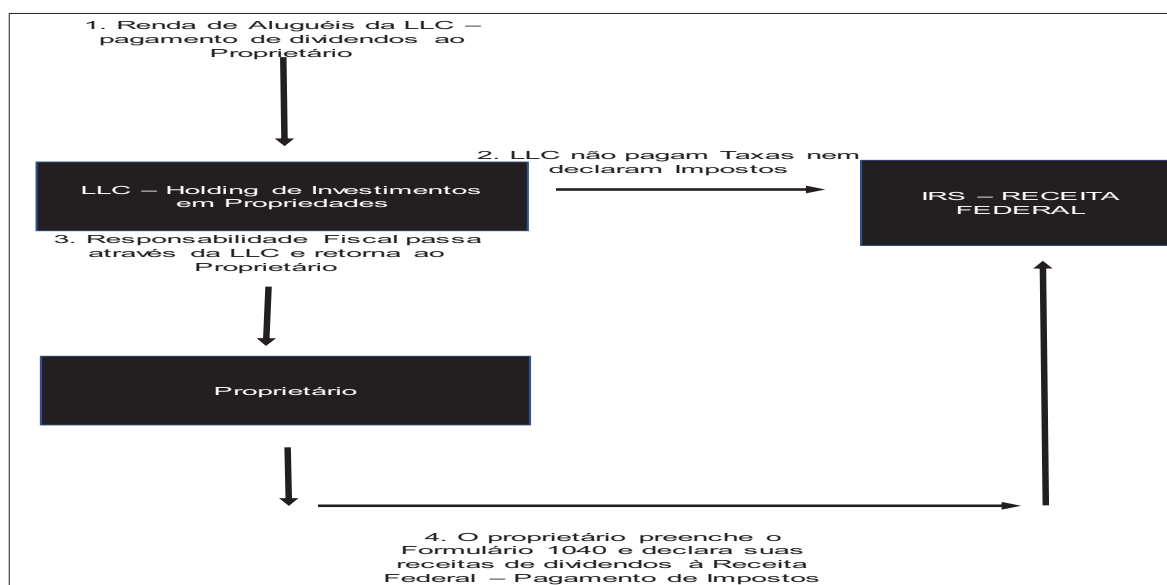 1. Renda de Aluguéis da LLC –
pagamento de dividendos ao
Proprietário
2. LLC não pagam Taxas nem
declaram Impostos
LLC – Holding de Investimentos
em Propriedades
IRS – RECEITA
FEDERAL
3. Responsabilidade Fiscal passa
através da LLC e retorna ao
Proprietário
Proprietário
4. O proprietário preenche o
Formulário 1040 e declara suas
receitas de dividendos à Receita
Federal – Pagamento de Impostos